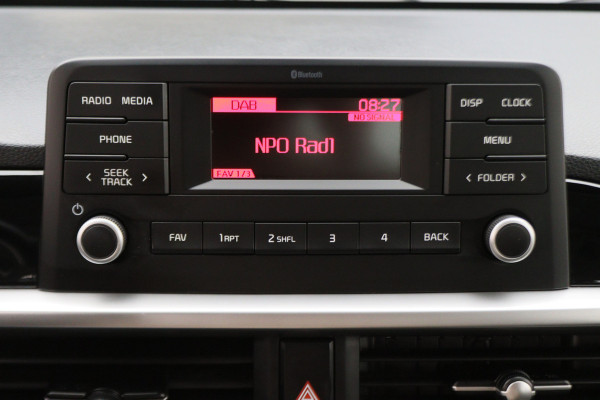 Bluetooth
RADIO MEDIA
DAB 08:27
NO SIGNAL
DISP CLOCK
PHONE
NPO Rad1
MENU
SEEK
TRACK
FOLDER
FAV 1/3
FAV 1 RPT 2 SHFL 3 4 BACK